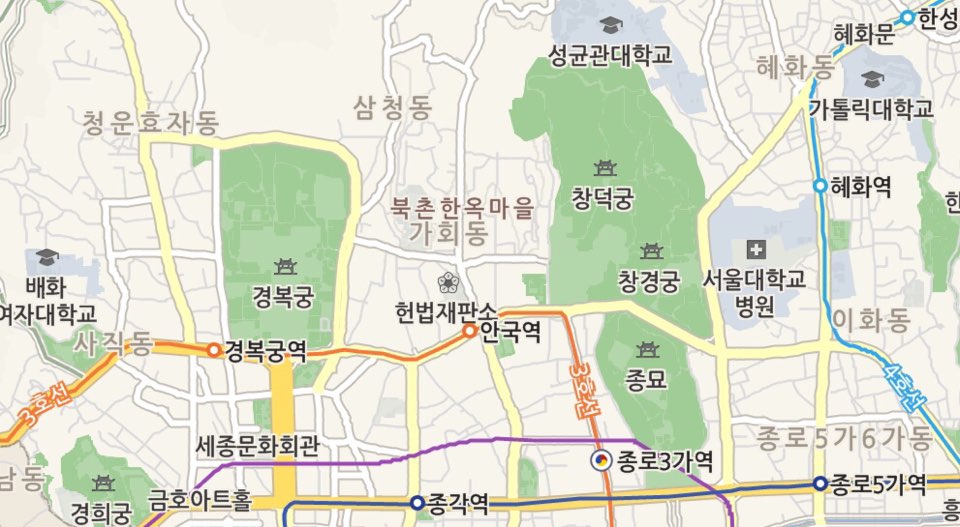 한성
혜화문
성균관대학교
혜화동
가톨릭대학교
삼청동
청운효자동
혜화역
창덕궁
북촌한옥마을
가회동
한
배화
여자대학교
경복궁
창경궁
서울대학교
병원
헌법재판소
안국역
이화동
사직동
경복궁역
종묘
3호선
3호선
4호선
세종문화회관
종로5가6가동
종로3가역
남동
경희궁
금호아트홀
종각역
종로5가역
흥